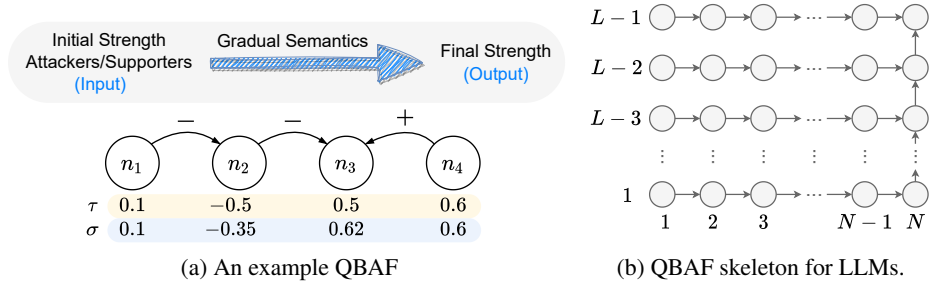 Initial Strength
Attackers/Supporters
(Input)
Gradual Semantics
Final Strength
(Output)
− − +
n₁ n₂ n₃ n₄
τ 0.1 −0.5 0.5 0.6
σ 0.1 −0.35 0.62 0.6
(a) An example QBAF
L − 1 ...
L − 2 ...
L − 3 ...
⋮ ⋮ ⋮ ... ⋮ ⋮
1 ...
1 2 3 N − 1 N
(b) QBAF skeleton for LLMs.